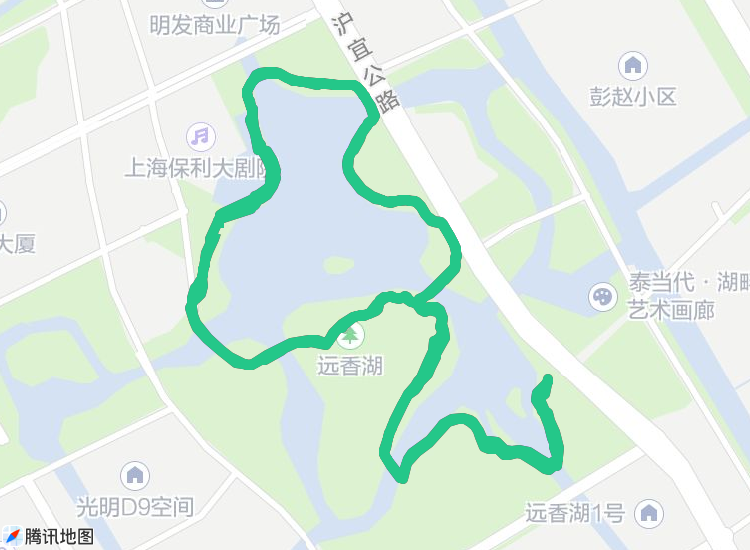 明发商业广场
沪宜公路
彭赵小区
上海保利大剧院
大厦
泰当代·湖畔
艺术画廊
远香湖
光明D9空间
远香湖1号
腾讯地图